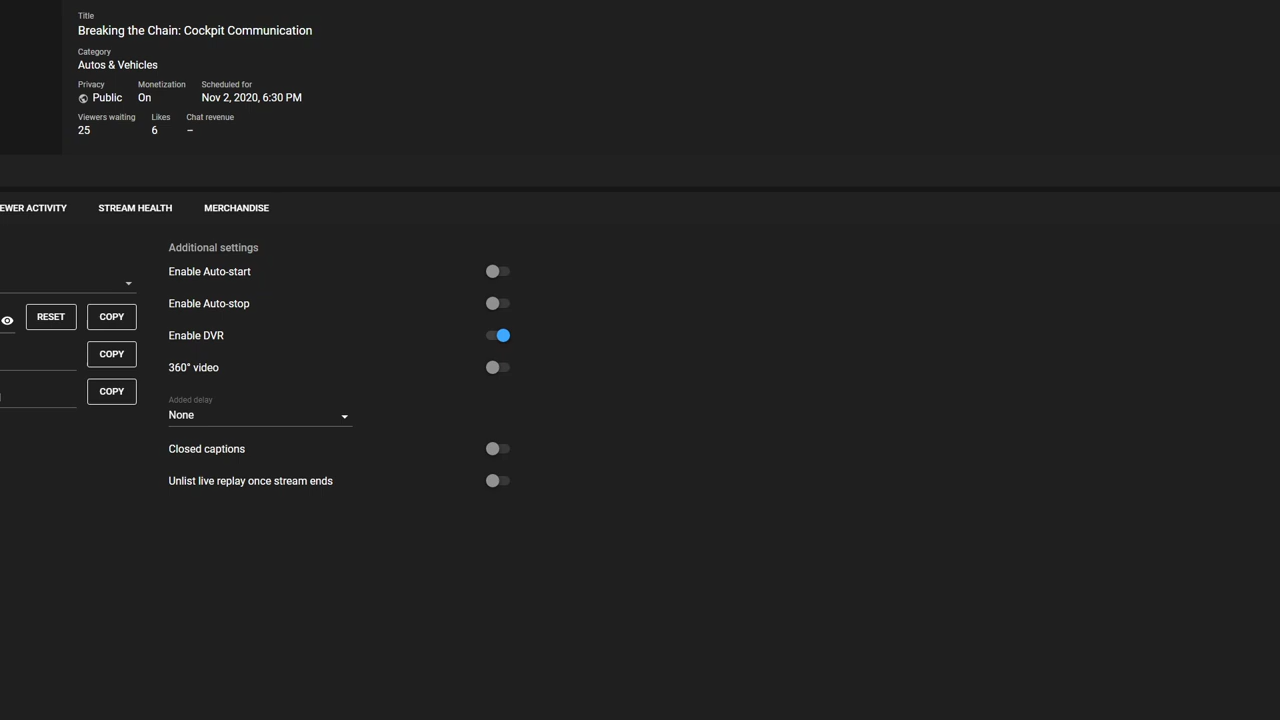 Title
Breaking the Chain: Cockpit Communication
Category
Autos & Vehicles
Privacy Monetization Scheduled for
Public On Nov 2, 2020, 6:30 PM
Viewers waiting Likes Chat revenue
25 6 –
EWER ACTIVITY STREAM HEALTH MERCHANDISE
Additional settings
Enable Auto-start
Enable Auto-stop
RESET COPY
Enable DVR
COPY
360° video
COPY
Added delay
None
Closed captions
Unlist live replay once stream ends